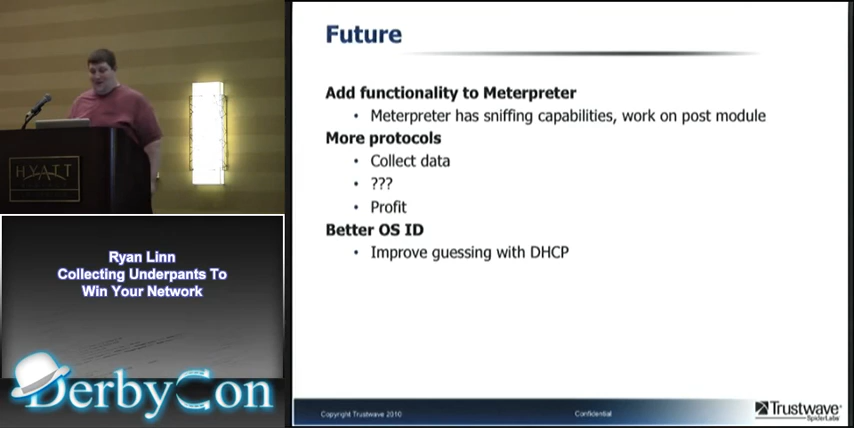 HYATT
Ryan Linn
Collecting Underpants To
Win Your Network
DerbyCon
Future
Add functionality to Meterpreter
• Meterpreter has sniffing capabilities, work on post module
More protocols
• Collect data
• ???
• Profit
Better OS ID
• Improve guessing with DHCP
Copyright Trustwave 2010
Confidential
Trustwave®
SpiderLabs®